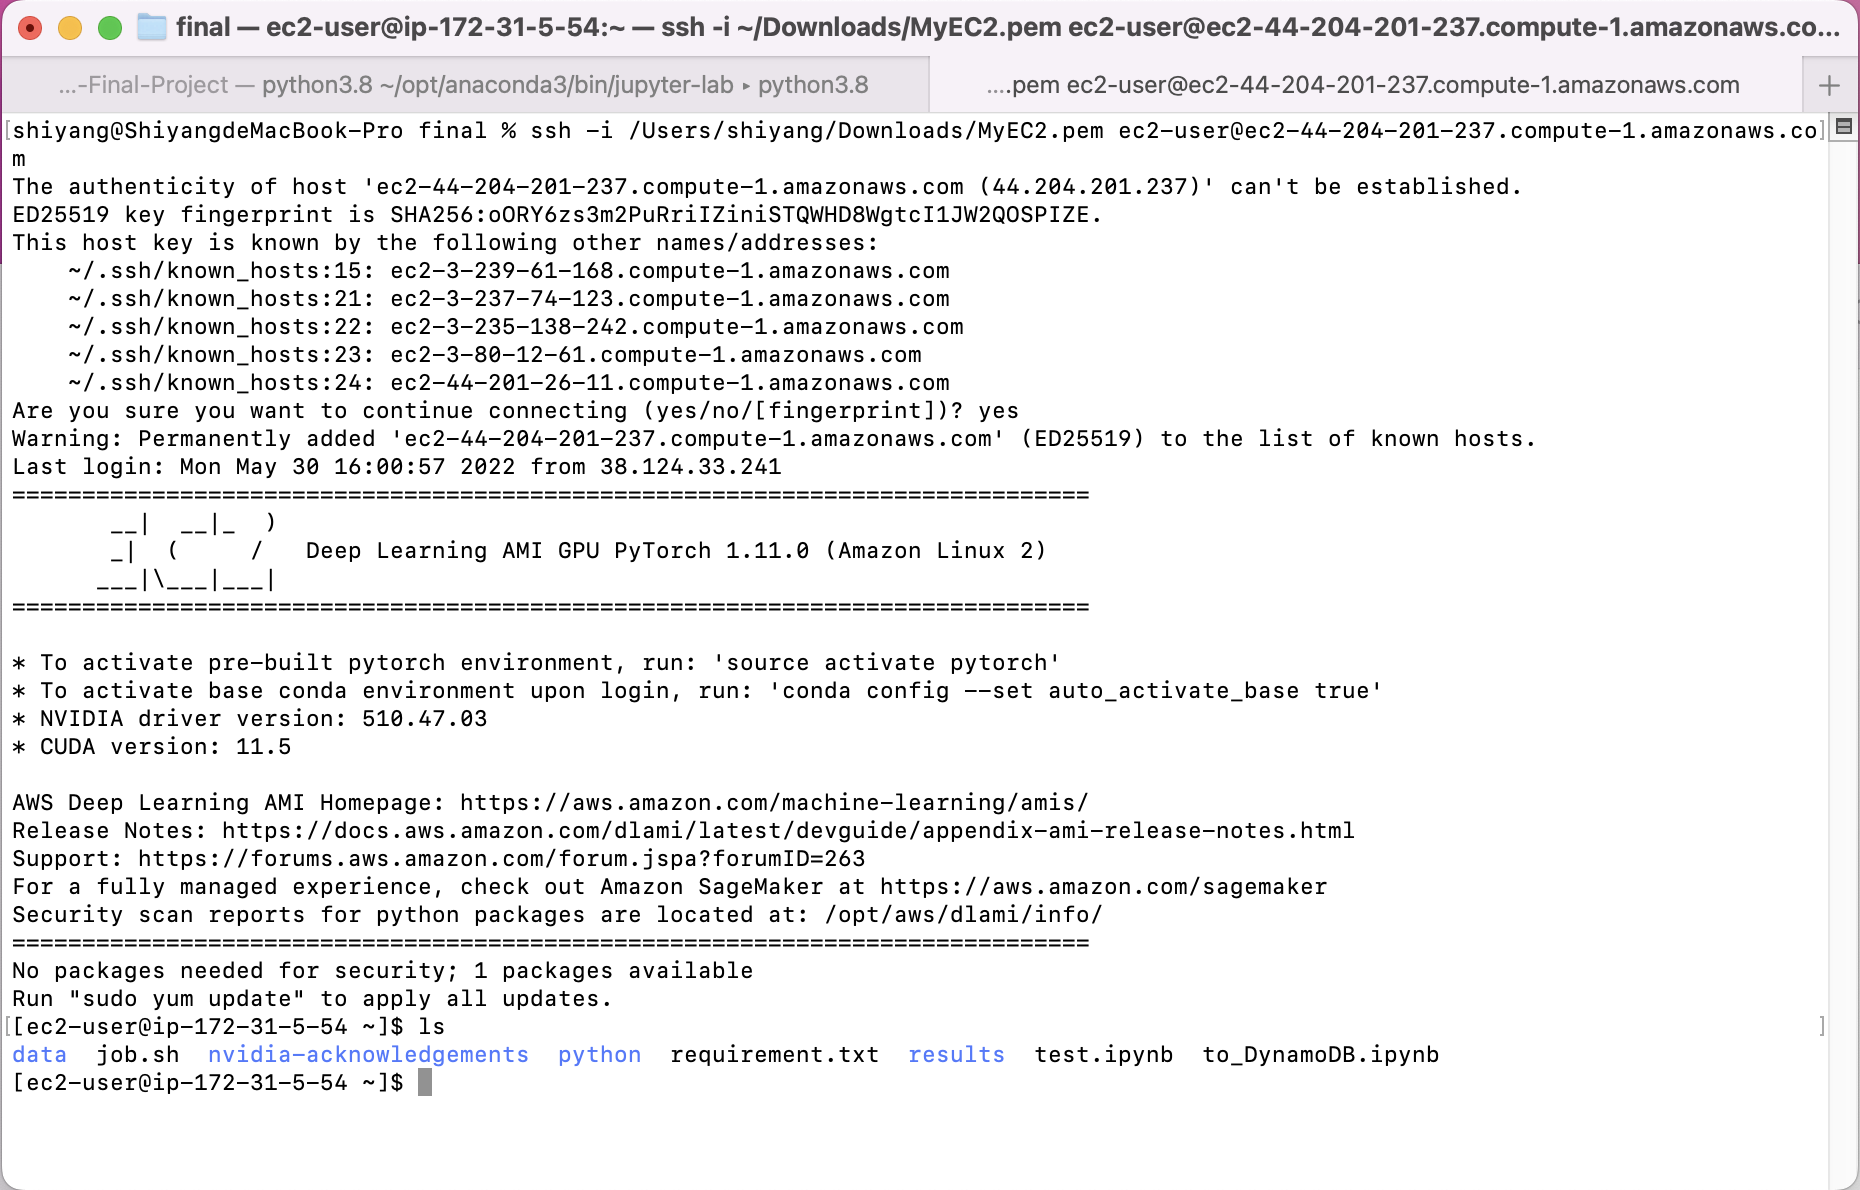 final — ec2-user@ip-172-31-5-54:~ — ssh -i ~/Downloads/MyEC2.pem ec2-user@ec2-44-204-201-237.compute-1.amazonaws.co...
...-Final-Project — python3.8 ~/opt/anaconda3/bin/jupyter-lab ▸ python3.8
....pem ec2-user@ec2-44-204-201-237.compute-1.amazonaws.com
+
[shiyang@ShiyangdeMacBook-Pro final % ssh -i /Users/shiyang/Downloads/MyEC2.pem ec2-user@ec2-44-204-201-237.compute-1.amazonaws.co]
m
The authenticity of host 'ec2-44-204-201-237.compute-1.amazonaws.com (44.204.201.237)' can't be established.
ED25519 key fingerprint is SHA256:oORY6zs3m2PuRriIZiniSTQWHD8WgtcI1JW2QOSPIZE.
This host key is known by the following other names/addresses:
    ~/.ssh/known_hosts:15: ec2-3-239-61-168.compute-1.amazonaws.com
    ~/.ssh/known_hosts:21: ec2-3-237-74-123.compute-1.amazonaws.com
    ~/.ssh/known_hosts:22: ec2-3-235-138-242.compute-1.amazonaws.com
    ~/.ssh/known_hosts:23: ec2-3-80-12-61.compute-1.amazonaws.com
    ~/.ssh/known_hosts:24: ec2-44-201-26-11.compute-1.amazonaws.com
Are you sure you want to continue connecting (yes/no/[fingerprint])? yes
Warning: Permanently added 'ec2-44-204-201-237.compute-1.amazonaws.com' (ED25519) to the list of known hosts.
Last login: Mon May 30 16:00:57 2022 from 38.124.33.241
=============================================================================
       __|  __|_  )
       _|  (     /   Deep Learning AMI GPU PyTorch 1.11.0 (Amazon Linux 2)
      ___|\___|___|
=============================================================================
* To activate pre-built pytorch environment, run: 'source activate pytorch'
* To activate base conda environment upon login, run: 'conda config --set auto_activate_base true'
* NVIDIA driver version: 510.47.03
* CUDA version: 11.5
AWS Deep Learning AMI Homepage: https://aws.amazon.com/machine-learning/amis/
Release Notes: https://docs.aws.amazon.com/dlami/latest/devguide/appendix-ami-release-notes.html
Support: https://forums.aws.amazon.com/forum.jspa?forumID=263
For a fully managed experience, check out Amazon SageMaker at https://aws.amazon.com/sagemaker
Security scan reports for python packages are located at: /opt/aws/dlami/info/
=============================================================================
No packages needed for security; 1 packages available
Run "sudo yum update" to apply all updates.
[[ec2-user@ip-172-31-5-54 ~]$ ls ]
data  job.sh  nvidia-acknowledgements  python  requirement.txt  results  test.ipynb  to_DynamoDB.ipynb
[ec2-user@ip-172-31-5-54 ~]$